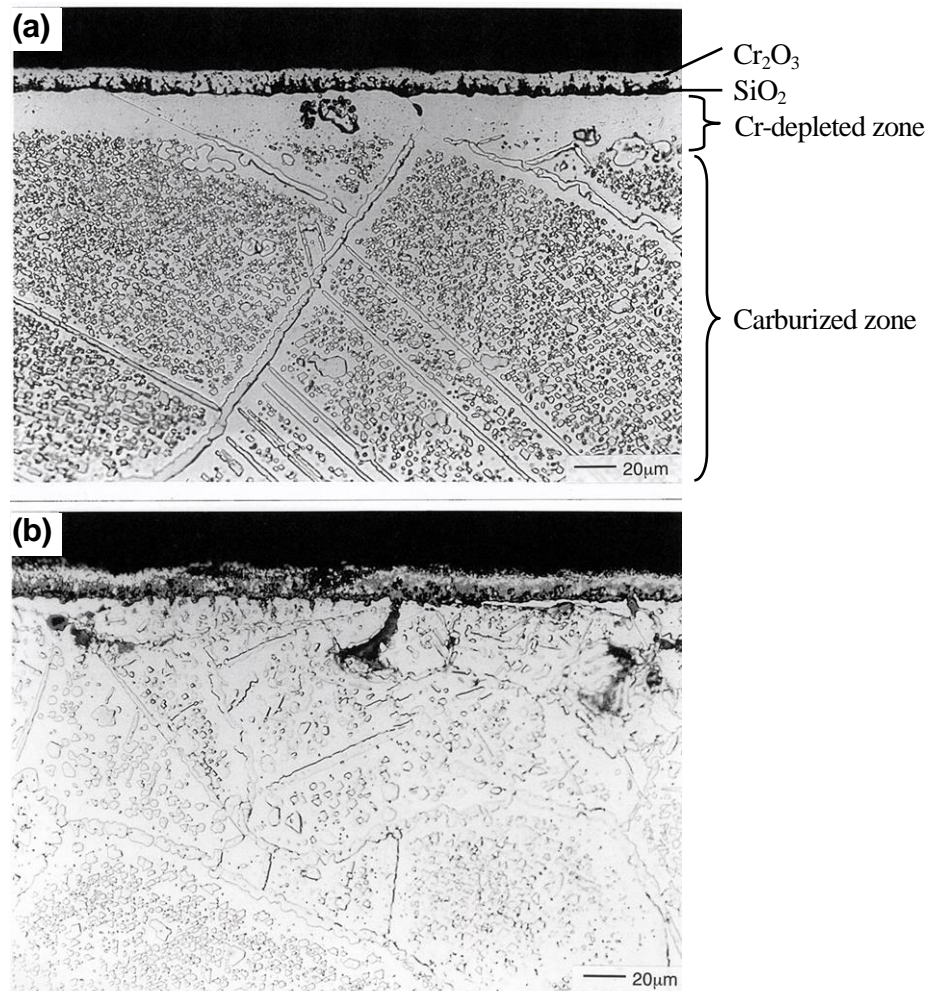 (a)
Cr₂O₃
SiO₂
Cr-depleted zone
Carburized zone
20μm
(b)
20μm